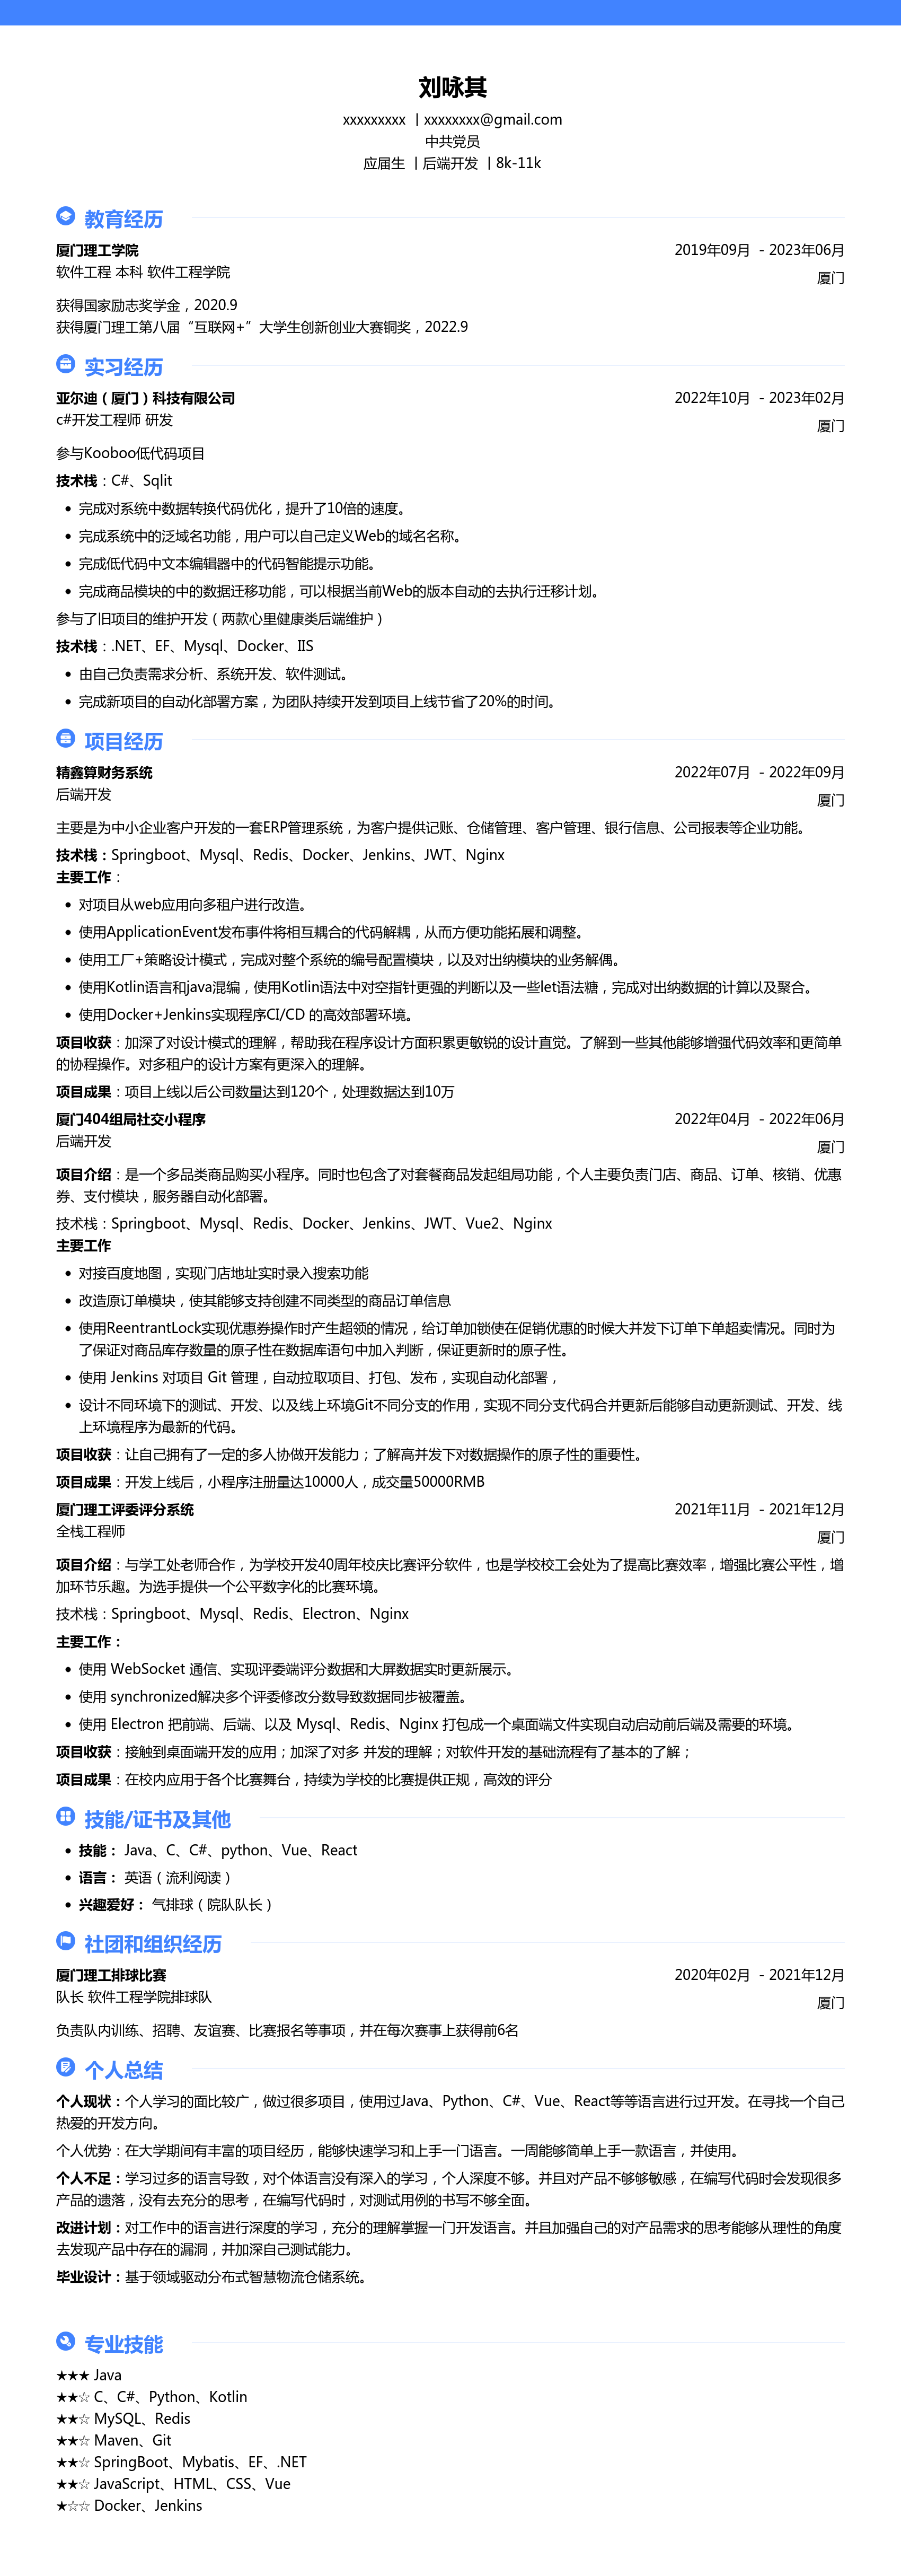 刘咏其
xxxxxxxxx | xxxxxxxx@gmail.com
中共党员
应届生 | 后端开发 | 8k-11k
教育经历
厦门理工学院 2019年09月 - 2023年06月
软件工程 本科 软件工程学院 厦门
获得国家励志奖学金，2020.9
获得厦门理工第八届“互联网+”大学生创新创业大赛铜奖，2022.9
实习经历
亚尔迪（厦门）科技有限公司 2022年10月 - 2023年02月
c#开发工程师 研发 厦门
参与Kooboo低代码项目
技术栈：C#、Sqlit
• 完成对系统中数据转换代码优化，提升了10倍的速度。
• 完成系统中的泛域名功能，用户可以自己定义Web的域名名称。
• 完成低代码中文本编辑器中的代码智能提示功能。
• 完成商品模块的中的数据迁移功能，可以根据当前Web的版本自动的去执行迁移计划。
参与了旧项目的维护开发（两款心里健康类后端维护）
技术栈：.NET、EF、Mysql、Docker、IIS
• 由自己负责需求分析、系统开发、软件测试。
• 完成新项目的自动化部署方案，为团队持续开发到项目上线节省了20%的时间。
项目经历
精鑫算财务系统 2022年07月 - 2022年09月
后端开发 厦门
主要是为中小企业客户开发的一套ERP管理系统，为客户提供记账、仓储管理、客户管理、银行信息、公司报表等企业功能。
技术栈：Springboot、Mysql、Redis、Docker、Jenkins、JWT、Nginx
主要工作：
• 对项目从web应用向多租户进行改造。
• 使用ApplicationEvent发布事件将相互耦合的代码解耦，从而方便功能拓展和调整。
• 使用工厂+策略设计模式，完成对整个系统的编号配置模块，以及对出纳模块的业务解偶。
• 使用Kotlin语言和java混编，使用Kotlin语法中对空指针更强的判断以及一些let语法糖，完成对出纳数据的计算以及聚合。
• 使用Docker+Jenkins实现程序CI/CD 的高效部署环境。
项目收获：加深了对设计模式的理解，帮助我在程序设计方面积累更敏锐的设计直觉。了解到一些其他能够增强代码效率和更简单
的协程操作。对多租户的设计方案有更深入的理解。
项目成果：项目上线以后公司数量达到120个，处理数据达到10万
厦门404组局社交小程序 2022年04月 - 2022年06月
后端开发 厦门
项目介绍：是一个多品类商品购买小程序。同时也包含了对套餐商品发起组局功能，个人主要负责门店、商品、订单、核销、优惠
券、支付模块，服务器自动化部署。
技术栈：Springboot、Mysql、Redis、Docker、Jenkins、JWT、Vue2、Nginx
主要工作
• 对接百度地图，实现门店地址实时录入搜索功能
• 改造原订单模块，使其能够支持创建不同类型的商品订单信息
• 使用ReentrantLock实现优惠券操作时产生超领的情况，给订单加锁使在促销优惠的时候大并发下订单下单超卖情况。同时为
了保证对商品库存数量的原子性在数据库语句中加入判断，保证更新时的原子性。
• 使用 Jenkins 对项目 Git 管理，自动拉取项目、打包、发布，实现自动化部署，
• 设计不同环境下的测试、开发、以及线上环境Git不同分支的作用，实现不同分支代码合并更新后能够自动更新测试、开发、线
上环境程序为最新的代码。
项目收获：让自己拥有了一定的多人协做开发能力；了解高并发下对数据操作的原子性的重要性。
项目成果：开发上线后，小程序注册量达10000人，成交量50000RMB
厦门理工评委评分系统 2021年11月 - 2021年12月
全栈工程师 厦门
项目介绍：与学工处老师合作，为学校开发40周年校庆比赛评分软件，也是学校校工会处为了提高比赛效率，增强比赛公平性，增
加环节乐趣。为选手提供一个公平数字化的比赛环境。
技术栈：Springboot、Mysql、Redis、Electron、Nginx
主要工作：
• 使用 WebSocket 通信、实现评委端评分数据和大屏数据实时更新展示。
• 使用 synchronized解决多个评委修改分数导致数据同步被覆盖。
• 使用 Electron 把前端、后端、以及 Mysql、Redis、Nginx 打包成一个桌面端文件实现自动启动前后端及需要的环境。
项目收获：接触到桌面端开发的应用；加深了对多 并发的理解；对软件开发的基础流程有了基本的了解；
项目成果：在校内应用于各个比赛舞台，持续为学校的比赛提供正规，高效的评分
技能/证书及其他
• 技能： Java、C、C#、python、Vue、React
• 语言： 英语（流利阅读）
• 兴趣爱好： 气排球（院队队长）
社团和组织经历
厦门理工排球比赛 2020年02月 - 2021年12月
队长 软件工程学院排球队 厦门
负责队内训练、招聘、友谊赛、比赛报名等事项，并在每次赛事上获得前6名
个人总结
个人现状：个人学习的面比较广，做过很多项目，使用过Java、Python、C#、Vue、React等等语言进行过开发。在寻找一个自己
热爱的开发方向。
个人优势：在大学期间有丰富的项目经历，能够快速学习和上手一门语言。一周能够简单上手一款语言，并使用。
个人不足：学习过多的语言导致，对个体语言没有深入的学习，个人深度不够。并且对产品不够够敏感，在编写代码时会发现很多
产品的遗落，没有去充分的思考，在编写代码时，对测试用例的书写不够全面。
改进计划：对工作中的语言进行深度的学习，充分的理解掌握一门开发语言。并且加强自己的对产品需求的思考能够从理性的角度
去发现产品中存在的漏洞，并加深自己测试能力。
毕业设计：基于领域驱动分布式智慧物流仓储系统。
专业技能
★★★ Java
★★☆ C、C#、Python、Kotlin
★★☆ MySQL、Redis
★★☆ Maven、Git
★★☆ SpringBoot、Mybatis、EF、.NET
★★☆ JavaScript、HTML、CSS、Vue
★☆☆ Docker、Jenkins